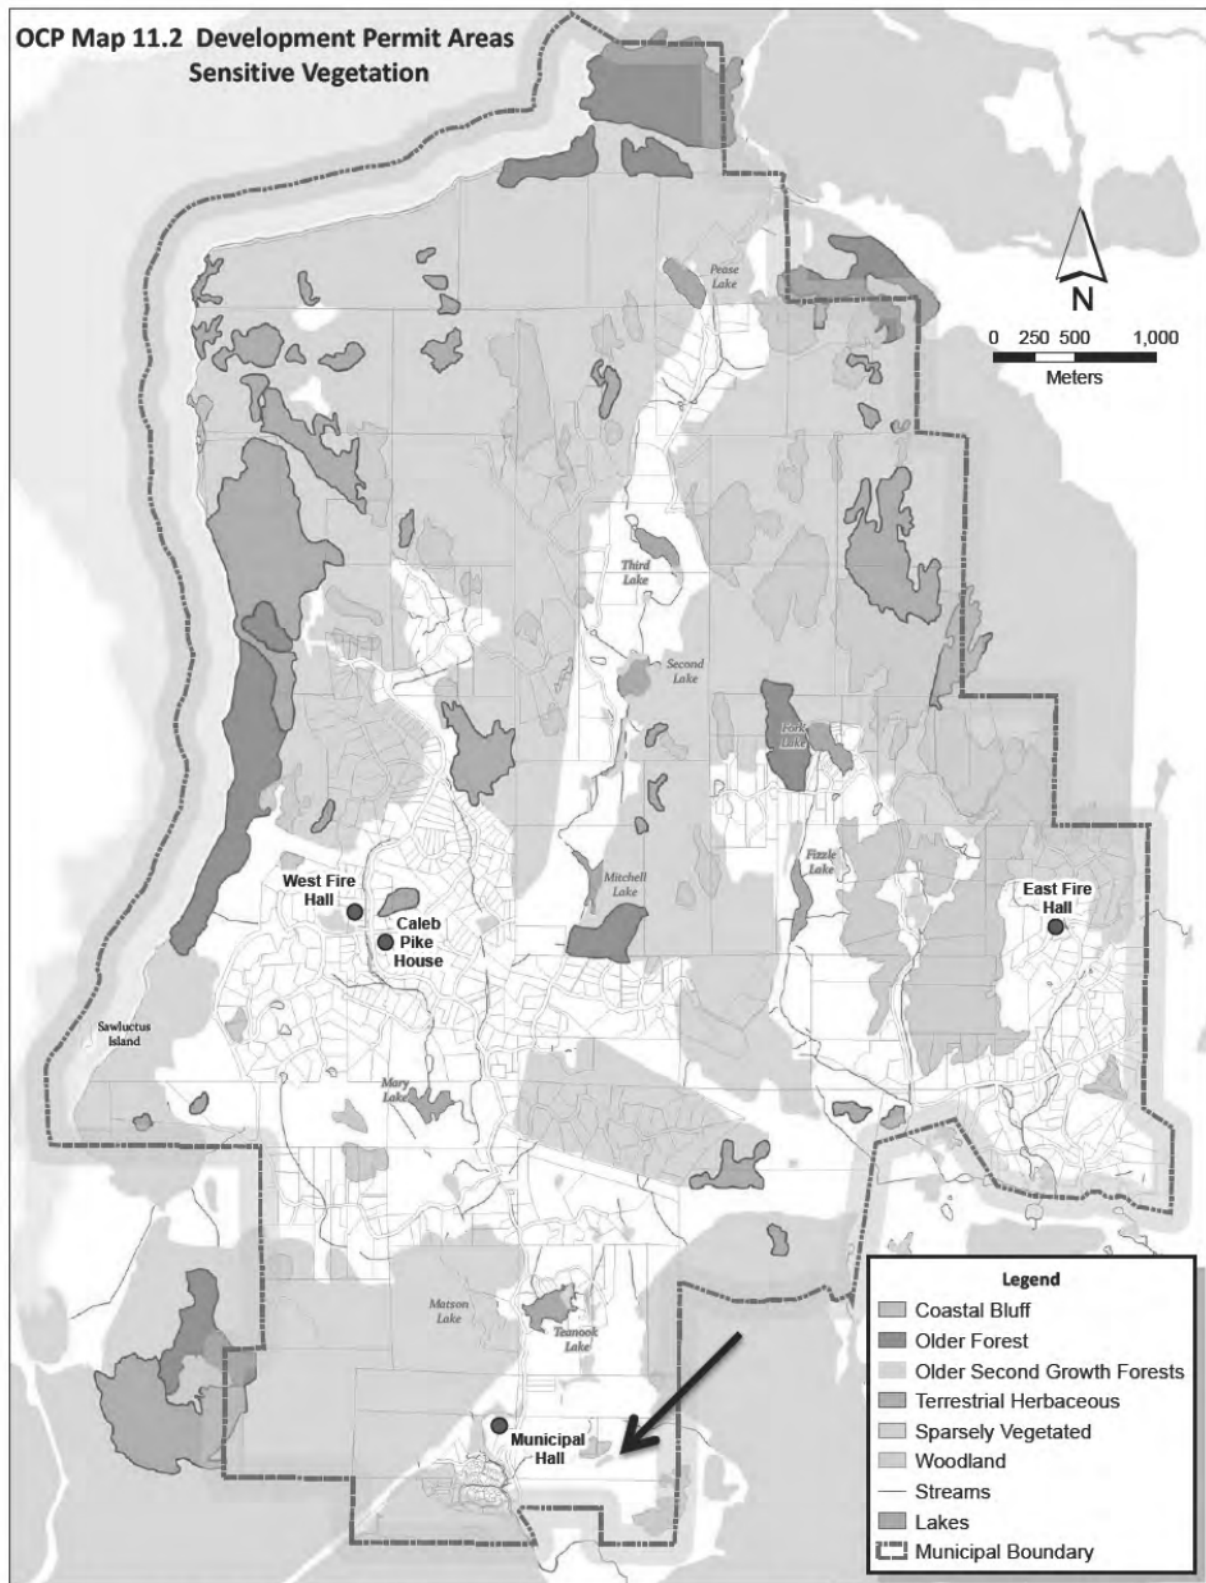 OCP Map 11.2 Development Permit Areas
Sensitive Vegetation
Pease
Lake
N
0 250 500 1,000
Meters
Third
Lake
Second
Lake
Fork
Lake
Fizzle
Lake
Mitchell
Lake
West Fire
Hall
Caleb
Pike
House
East Fire
Hall
Sawluctus
Island
Mary
Lake
Matson
Lake
Teanook
Lake
Municipal
Hall
Legend
Coastal Bluff
Older Forest
Older Second Growth Forests
Terrestrial Herbaceous
Sparsely Vegetated
Woodland
Streams
Lakes
Municipal Boundary